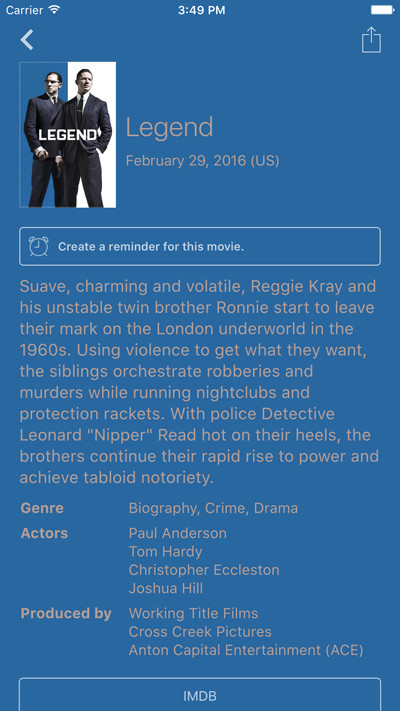 Carrier 3:49 PM
LEGEND
Legend
February 29, 2016 (US)
Create a reminder for this movie.
Suave, charming and volatile, Reggie Kray and
his unstable twin brother Ronnie start to leave
their mark on the London underworld in the
1960s. Using violence to get what they want,
the siblings orchestrate robberies and
murders while running nightclubs and
protection rackets. With police Detective
Leonard "Nipper" Read hot on their heels, the
brothers continue their rapid rise to power and
achieve tabloid notoriety.
Genre Biography, Crime, Drama
Actors Paul Anderson
Tom Hardy
Christopher Eccleston
Joshua Hill
Produced by Working Title Films
Cross Creek Pictures
Anton Capital Entertainment (ACE)
IMDB